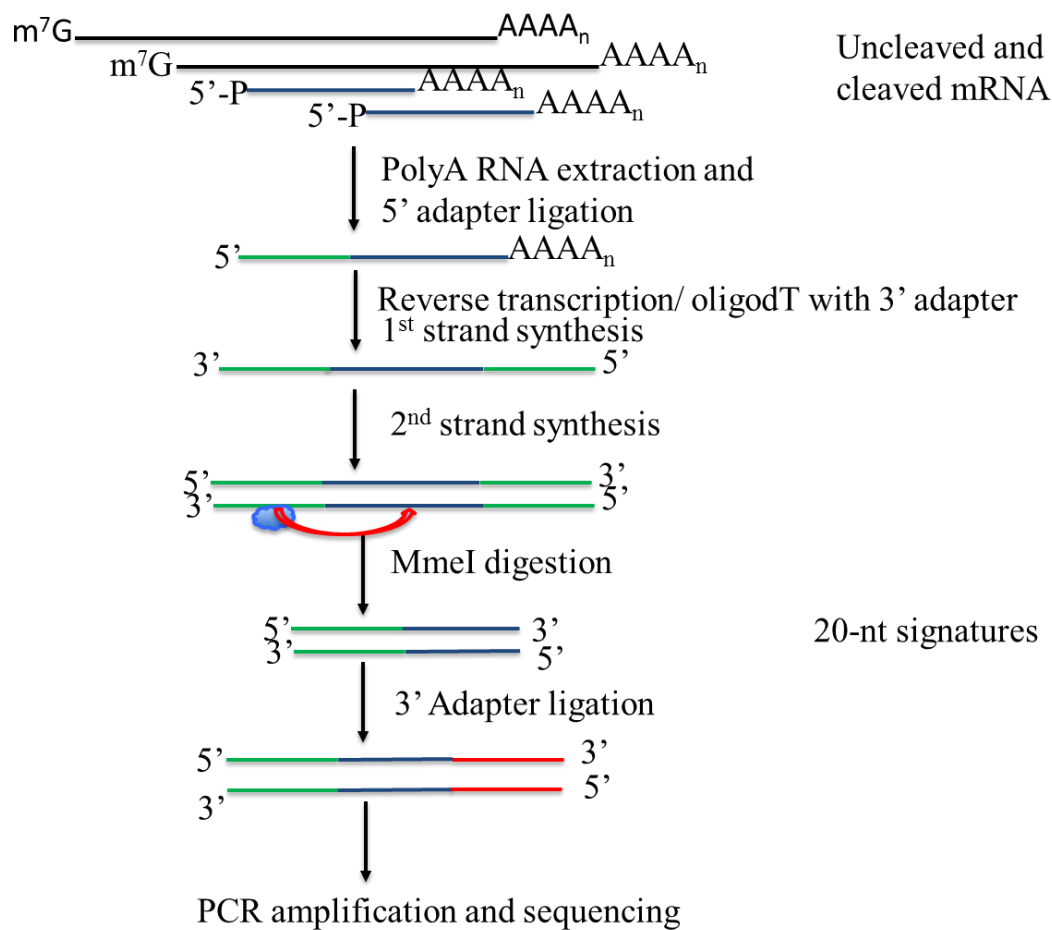 m⁷G AAAAₙ
m⁷G AAAAₙ
5’-P AAAAₙ
5’-P AAAAₙ
Uncleaved and
cleaved mRNA
PolyA RNA extraction and
5’ adapter ligation
5’ AAAAₙ
Reverse transcription/ oligodT with 3’ adapter
1ˢᵗ strand synthesis
3’ 5’
2ⁿᵈ strand synthesis
5’ 3’
3’ 5’
MmeI digestion
5’ 3’
3’ 5’
20-nt signatures
3’ Adapter ligation
5’ 3’
3’ 5’
PCR amplification and sequencing